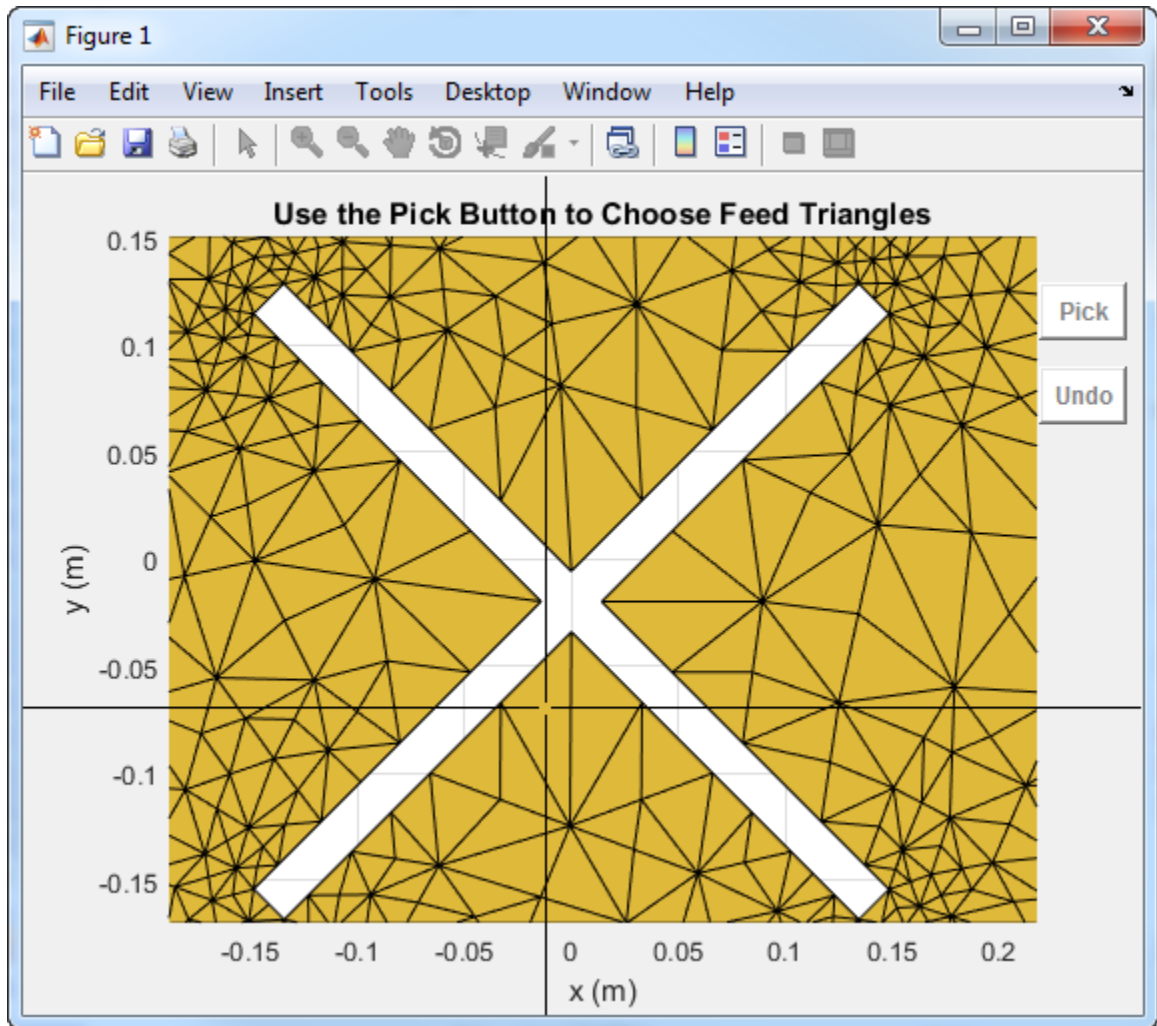 Figure 1
File Edit View Insert Tools Desktop Window Help
Use the Pick Button to Choose Feed Triangles
0.15
0.1
0.05
0
-0.05
-0.1
-0.15
y (m)
-0.15 -0.1 -0.05 0 0.05 0.1 0.15 0.2
x (m)
Pick
Undo